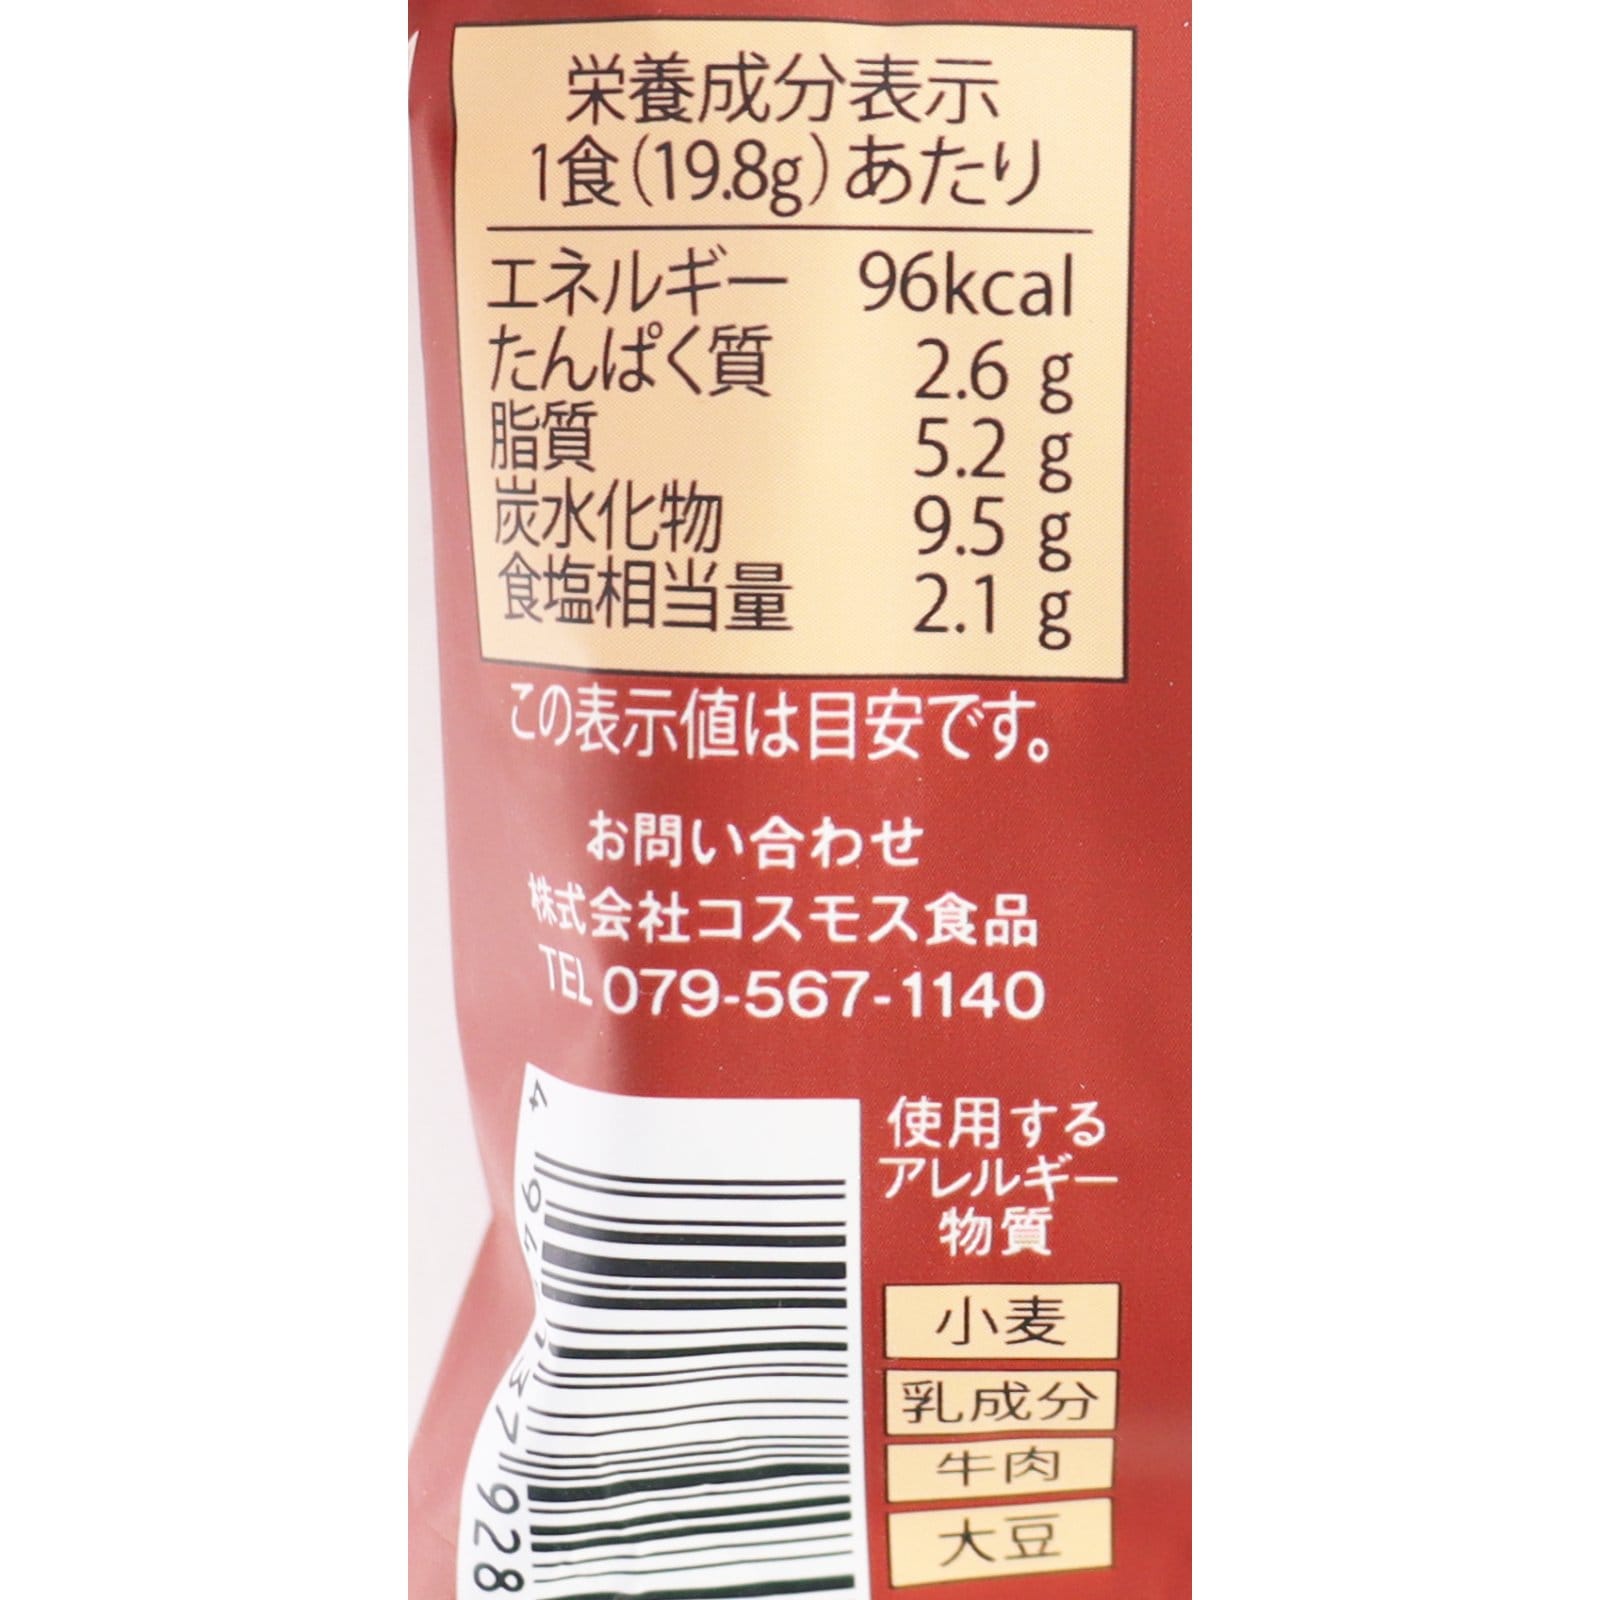 栄養成分表示
1食(19.8g)あたり
エネルギー 96kcal
たんぱく質 2.6 g
脂質 5.2 g
炭水化物 9.5 g
食塩相当量 2.1 g
この表示値は目安です。
お問い合わせ
株式会社コスモス食品
TEL 079-567-1140
使用する
アレルギー
物質
小麦
乳成分
牛肉
大豆